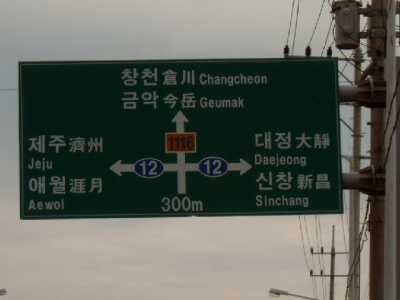 창천倉川 Changcheon
금악今岳 Geumak
1116
제주濟州
Jeju
애월涯月
Aewol
12
12
대정大靜
Daejeong
신창新昌
Sinchang
300m